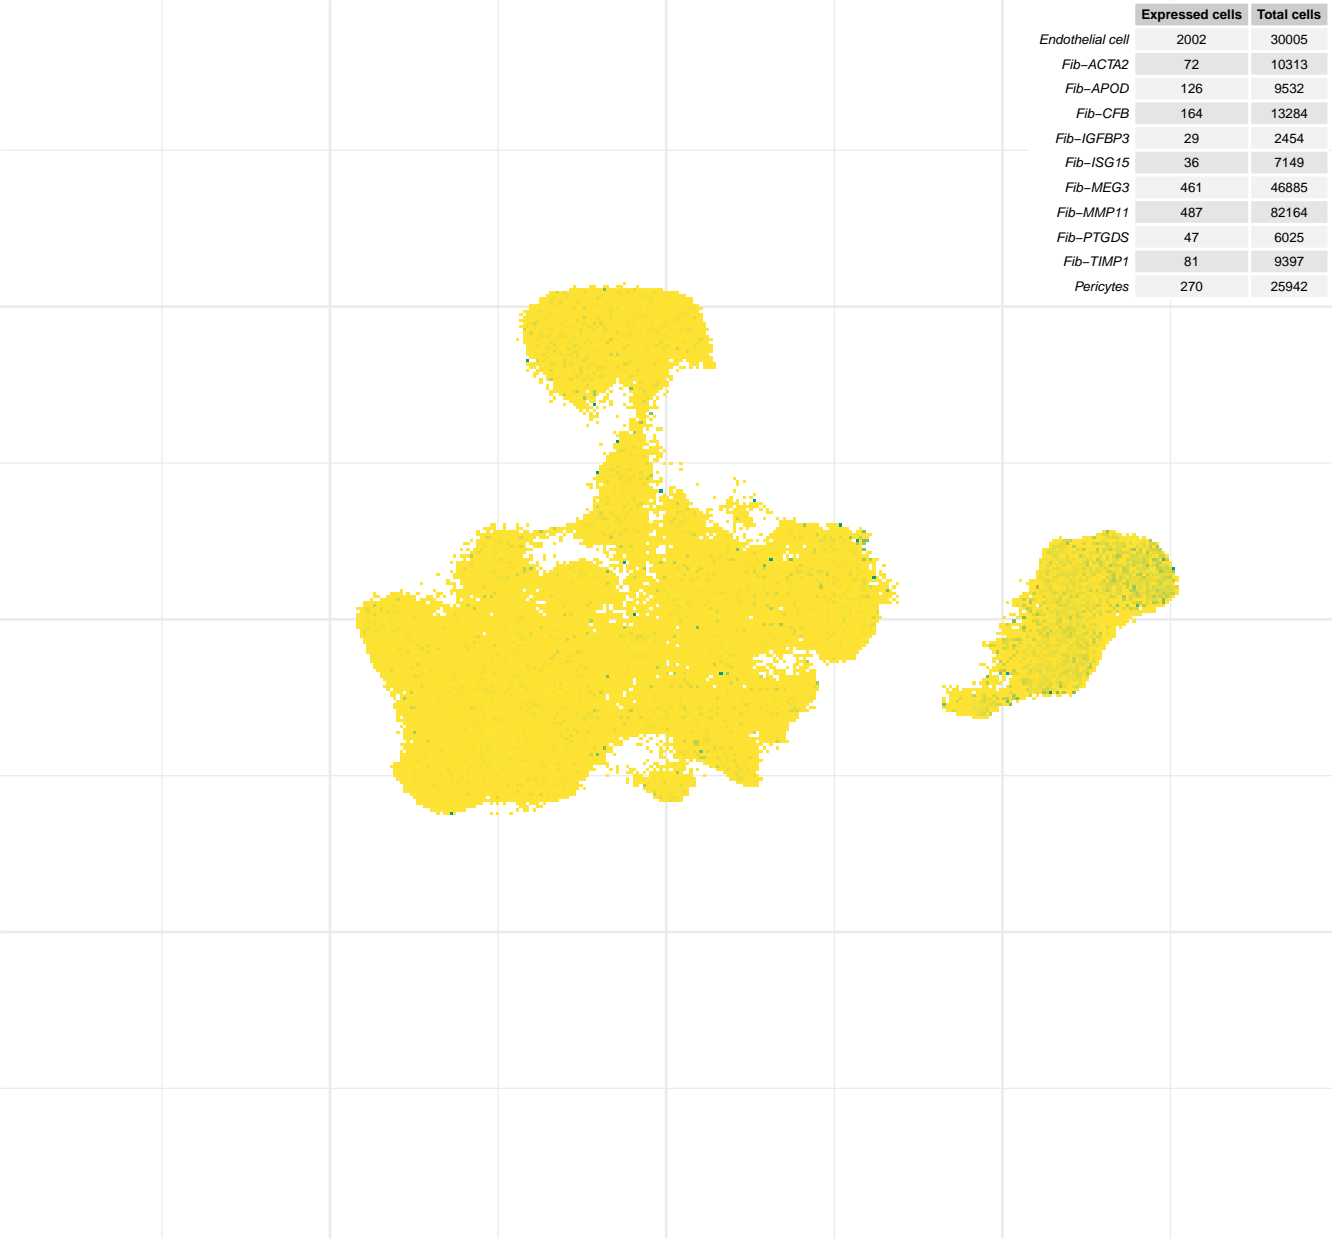 Expressed cells Total cells
Endothelial cell 2002 30005
Fib−ACTA2 72 10313
Fib−APOD 126 9532
Fib−CFB 164 13284
Fib−IGFBP3 29 2454
Fib−ISG15 36 7149
Fib−MEG3 461 46885
Fib−MMP11 487 82164
Fib−PTGDS 47 6025
Fib−TIMP1 81 9397
Pericytes 270 25942